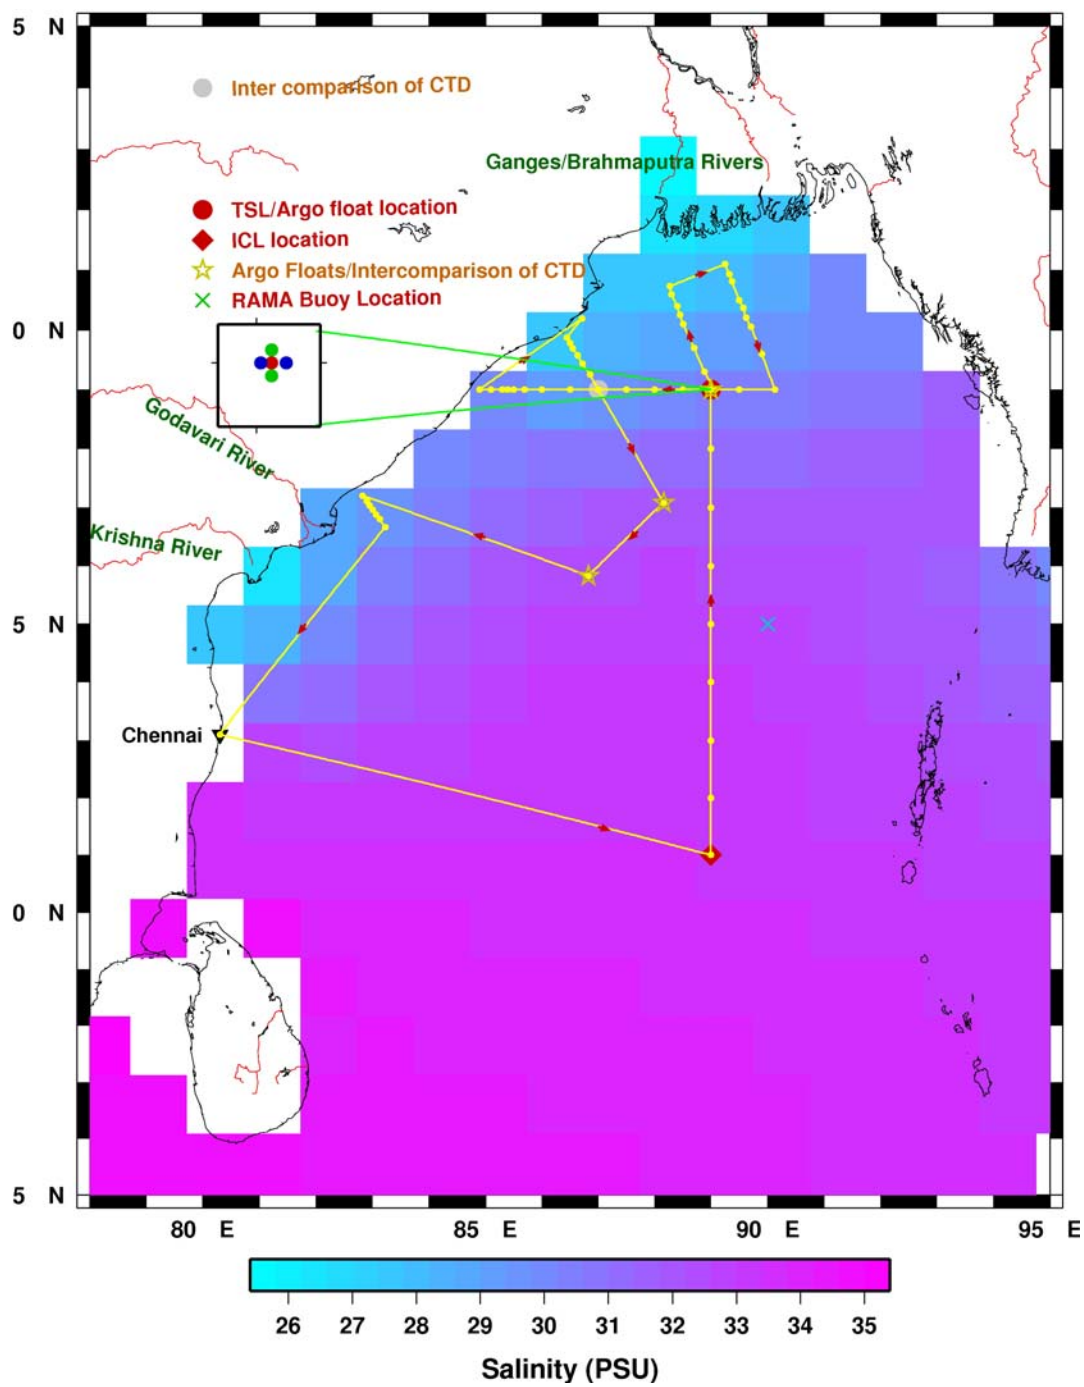 5 N
Inter comparison of CTD
Ganges/Brahmaputra Rivers
TSL/Argo float location
ICL location
Argo Floats/Intercomparison of CTD
RAMA Buoy Location
0 N
Godavari River
Krishna River
5 N
Chennai
0 N
5 N
80 E 85 E 90 E 95 E
26 27 28 29 30 31 32 33 34 35
Salinity (PSU)